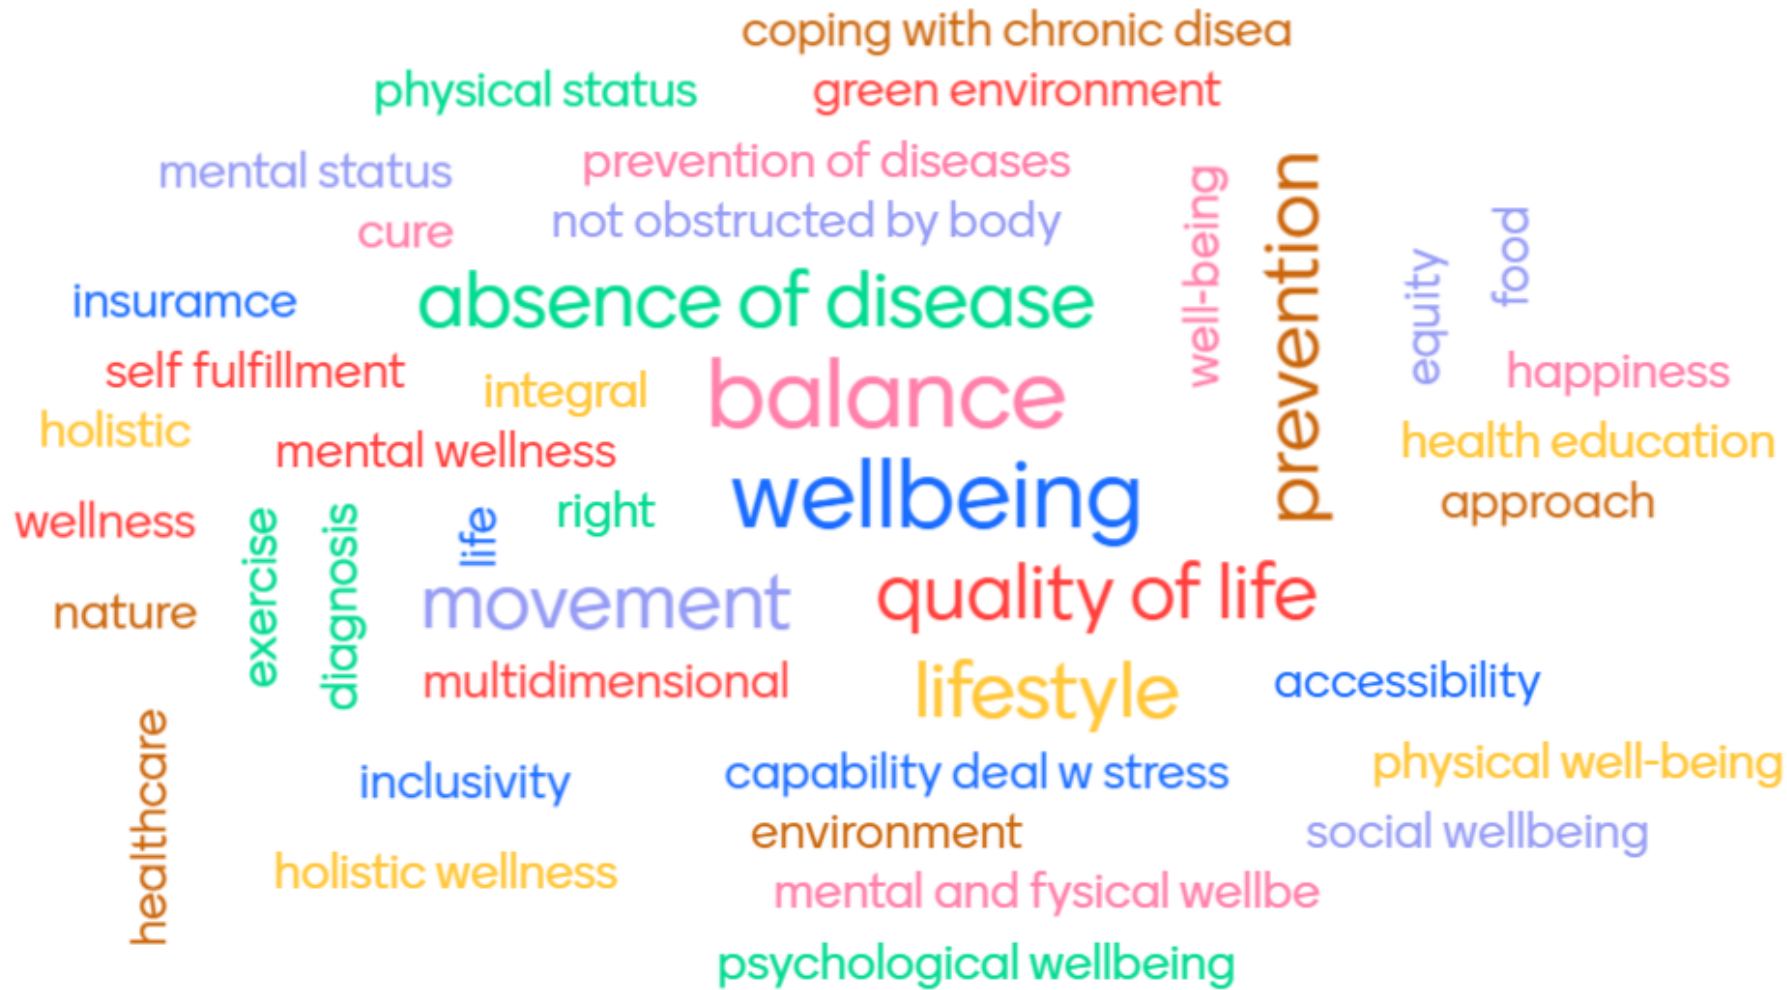 coping with chronic disea
physical status
green environment
mental status
prevention of diseases
well-being
prevention
cure
not obstructed by body
food
equity
insuramce
absence of disease
self fulfillment
integral
balance
happiness
holistic
mental wellness
health education
wellness
exercise
diagnosis
life
right
wellbeing
approach
nature
movement
quality of life
multidimensional
lifestyle
accessibility
healthcare
inclusivity
capability deal w stress
physical well-being
environment
social wellbeing
holistic wellness
mental and fysical wellbe
psychological wellbeing